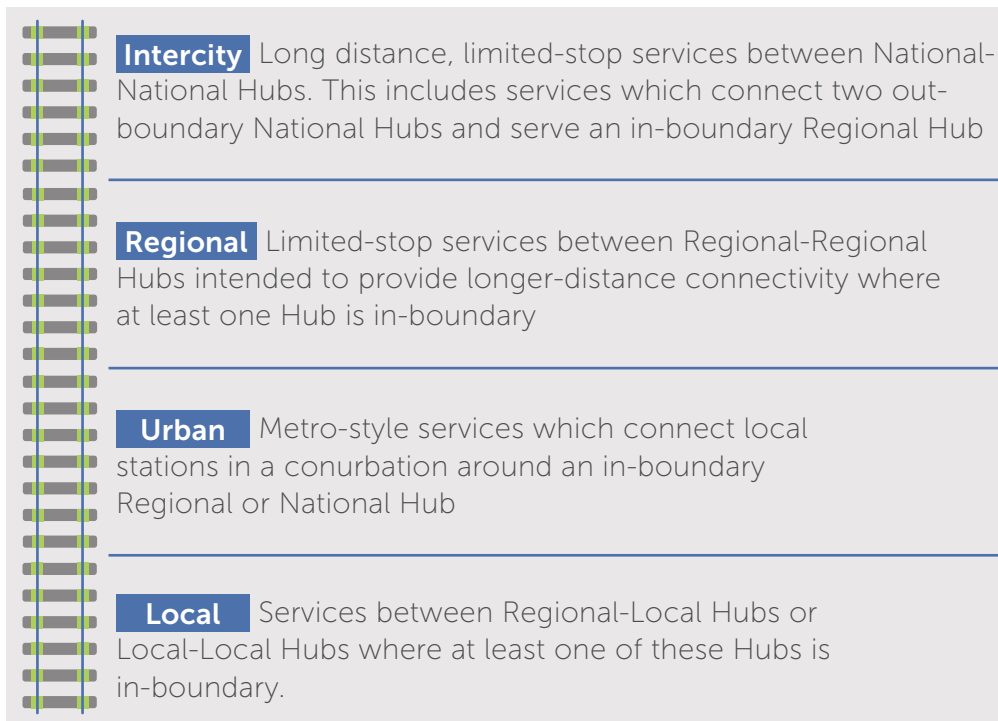 Intercity Long distance, limited-stop services between National-
National Hubs. This includes services which connect two out-
boundary National Hubs and serve an in-boundary Regional Hub
Regional Limited-stop services between Regional-Regional
Hubs intended to provide longer-distance connectivity where
at least one Hub is in-boundary
Urban Metro-style services which connect local
stations in a conurbation around an in-boundary
Regional or National Hub
Local Services between Regional-Local Hubs or
Local-Local Hubs where at least one of these Hubs is
in-boundary.